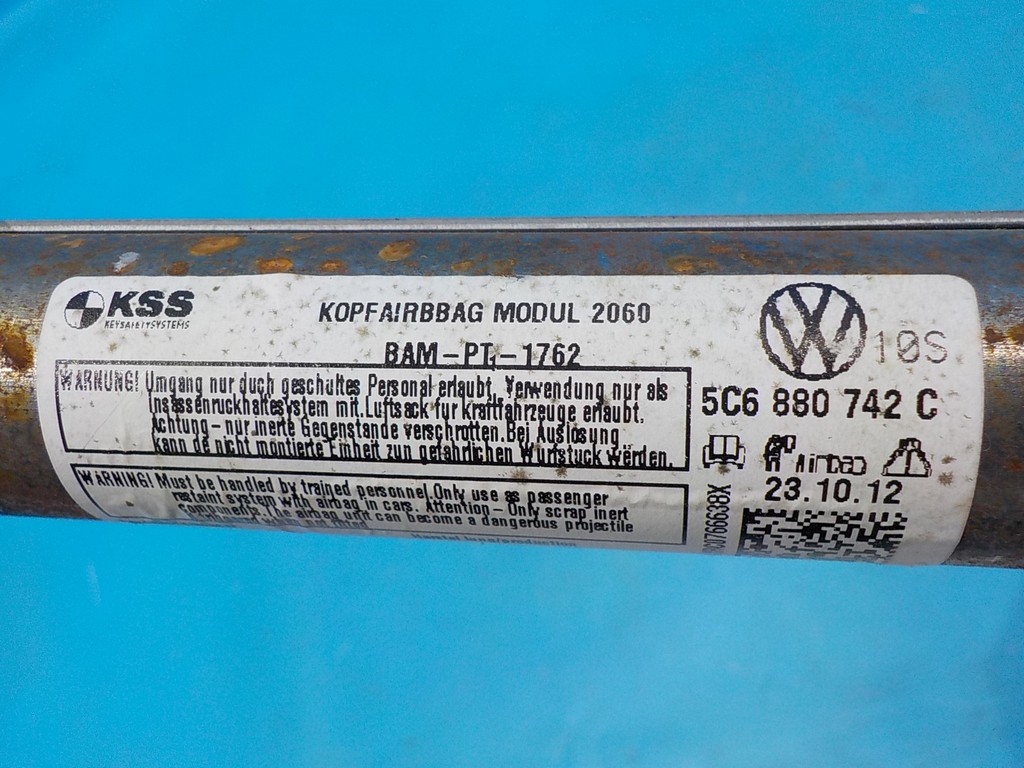 KSS
KEYSAFETYSYSTEMS
KOPFAIRBBAG MODUL 2060
BAM-PT.-1762
10S
WARNUNG! Umgang nur duch geschultes Personal erlaubt. Verwendung nur als
Insassenruckhaltesystem mit Luftsack fur kraftfahrzeuge erlaubt.
Achtung - nur inerte Gegenstande verschrotten. Bei Auslosung
kann de nicht montierte Einheit zun gefahrlichen Wurfstuck werden.
5C6 880 742 C
Airbag
23.10.12
WARNING! Must be handled by trained personnel. Only use as passenger
restaint system with airbag in cars. Attention - Only scrap inert
components. The airbag unit can become a dangerous projectile
0766638X